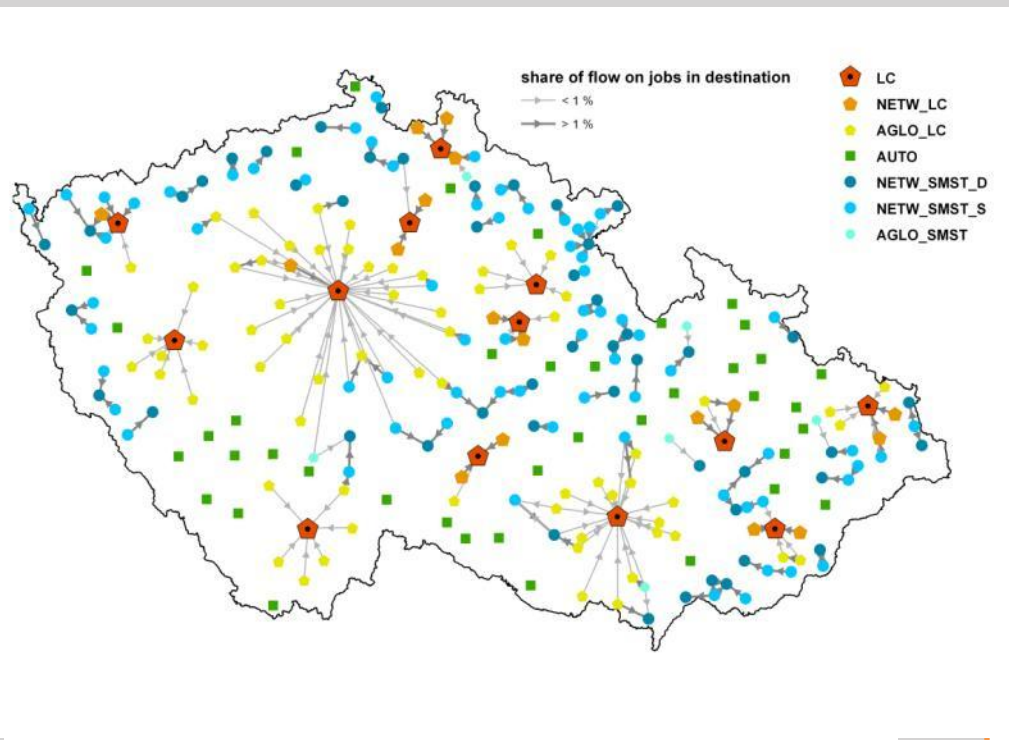 share of flow on jobs in destination
< 1 %
> 1 %
LC
NETW_LC
AGLO_LC
AUTO
NETW_SMST_D
NETW_SMST_S
AGLO_SMST